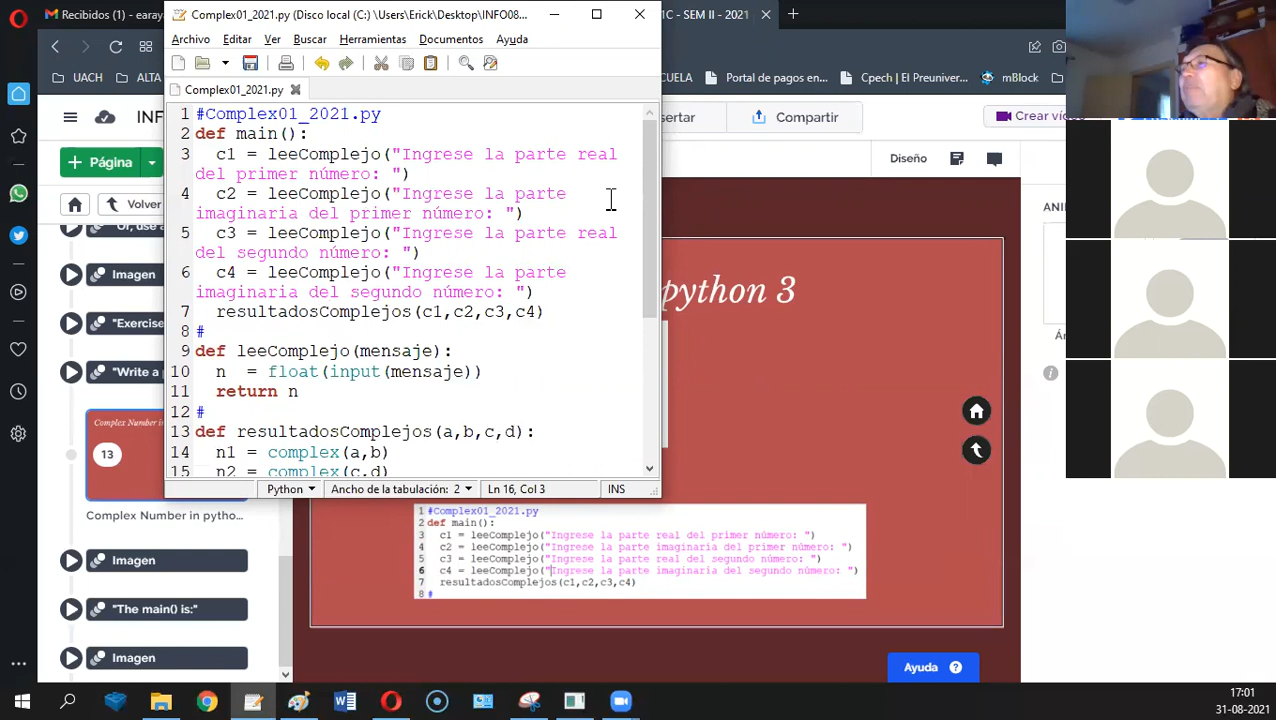 Recibidos (1) - earay
Complex01_2021.py (Disco local (C:) \Users\Erick\Desktop\INFO08...
1C - SEM II - 2021
Archivo Editar Ver Buscar Herramientas Documentos Ayuda
UACH
ALTA
CUELA
Portal de pagos en...
Cpech | El Preuniver...
mBlock
Complex01_2021.py
INF
ertar
Compartir
Crear víde
Página
Diseño
Volver
ANI
1 #Complex01_2021.py
2 def main():
3 c1 = leeComplejo("Ingrese la parte real
del primer número: ")
4 c2 = leeComplejo("Ingrese la parte
imaginaria del primer número: ")
5 c3 = leeComplejo("Ingrese la parte real
del segundo número: ")
6 c4 = leeComplejo("Ingrese la parte
imaginaria del segundo número: ")
7 resultadosComplejos(c1,c2,c3,c4)
8 #
9 def leeComplejo(mensaje):
10 n = float(input(mensaje))
11 return n
12 #
13 def resultadosComplejos(a,b,c,d):
14 n1 = complex(a,b)
15 n2 = complex(c,d)
Python Ancho de la tabulación: 2 Ln 16, Col 3 INS
"Or, use a
Imagen
"Exercise
"Write a p
Complex Number in
13
Complex Number in pytho...
Imagen
"The main() is:"
Imagen
python 3
1 #Complex01_2021.py
2 def main():
3 c1 = leeComplejo("Ingrese la parte real del primer número: ")
4 c2 = leeComplejo("Ingrese la parte imaginaria del primer número: ")
5 c3 = leeComplejo("Ingrese la parte real del segundo número: ")
6 c4 = leeComplejo("Ingrese la parte imaginaria del segundo número: ")
7 resultadosComplejos(c1,c2,c3,c4)
8 #
Ayuda ?
17:01
31-08-2021